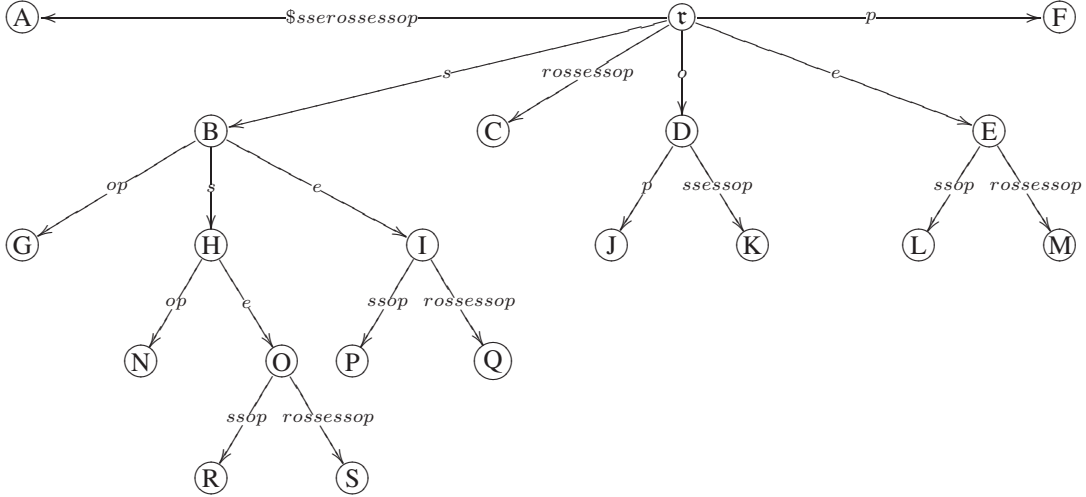 A $sserossessop r p F
s rossessop o e
B C D E
op s e p ssessop ssop rossessop
G H I J K L M
op e ssop rossessop
N O P Q
ssop rossessop
R S